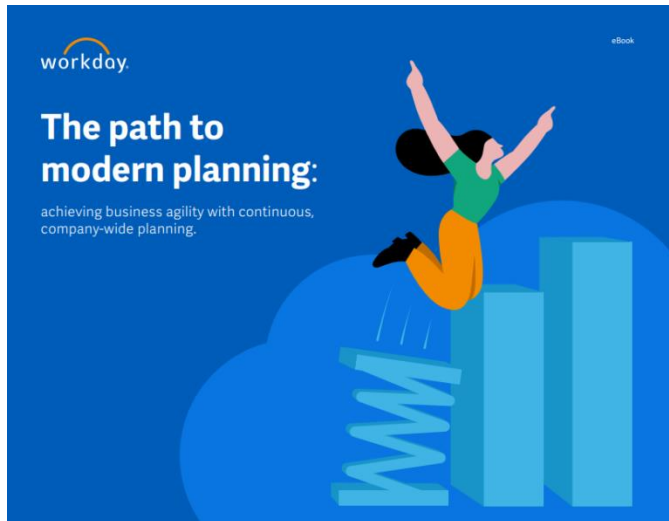 workday.
eBook
The path to
modern planning:
achieving business agility with continuous,
company-wide planning.